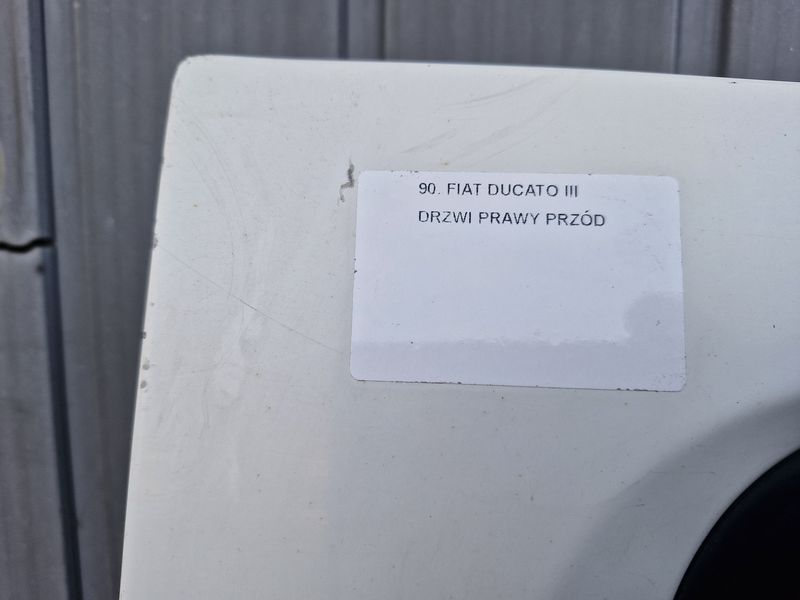 90. FIAT DUCATO III
DRZWI PRAWY PRZÓD